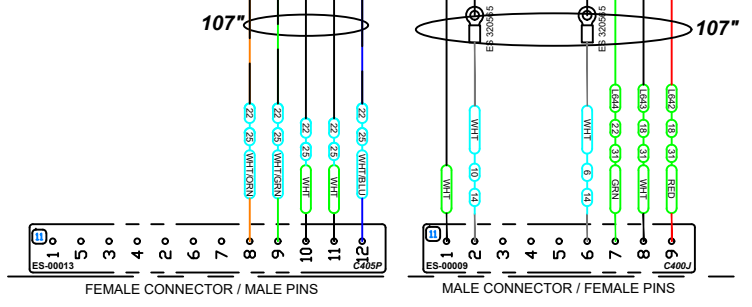 107"
22 25 WHT/ORN
22 25 WHT/GRN
22 25 WHT
22 25 WHT
22 25 WHT/BLU
11
1 5 3 4 2 6 7 8 9 10 11 12
ES-00013
C405P
FEMALE CONNECTOR / MALE PINS
107"
ES 320565
ES 320565
WHT
WHT 10 14
WHT 6 14
L644 22 31 GRN
L643 18 31 WHT
L642 18 31 RED
11
1 2 3 4 5 6 7 8 9
ES-00009
C400J
MALE CONNECTOR / FEMALE PINS